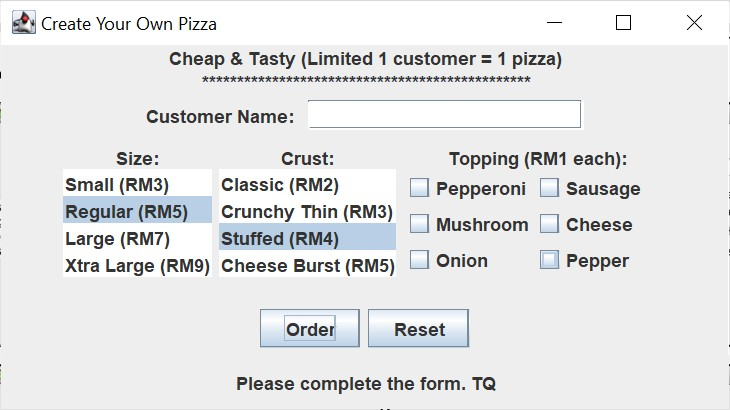 Create Your Own Pizza
Cheap & Tasty (Limited 1 customer = 1 pizza)
***********************************************
Customer Name:
Size: Crust: Topping (RM1 each):
Small (RM3) Classic (RM2) Pepperoni Sausage
Regular (RM5) Crunchy Thin (RM3)
Large (RM7) Stuffed (RM4) Mushroom Cheese
Xtra Large (RM9) Cheese Burst (RM5) Onion Pepper
Order Reset
Please complete the form. TQ